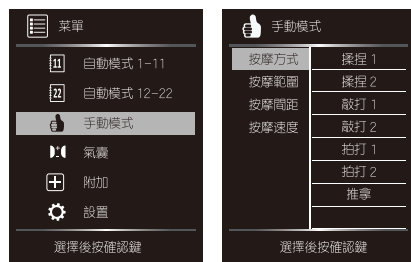 菜單
11 自動模式 1-11
22 自動模式 12-22
手動模式
氣囊
附加
設置
選擇後按確認鍵
手動模式
按摩方式 揉捏 1
按摩範圍 揉捏 2
按摩間距 敲打 1
按摩速度 敲打 2
拍打 1
拍打 2
推拿
選擇後按確認鍵